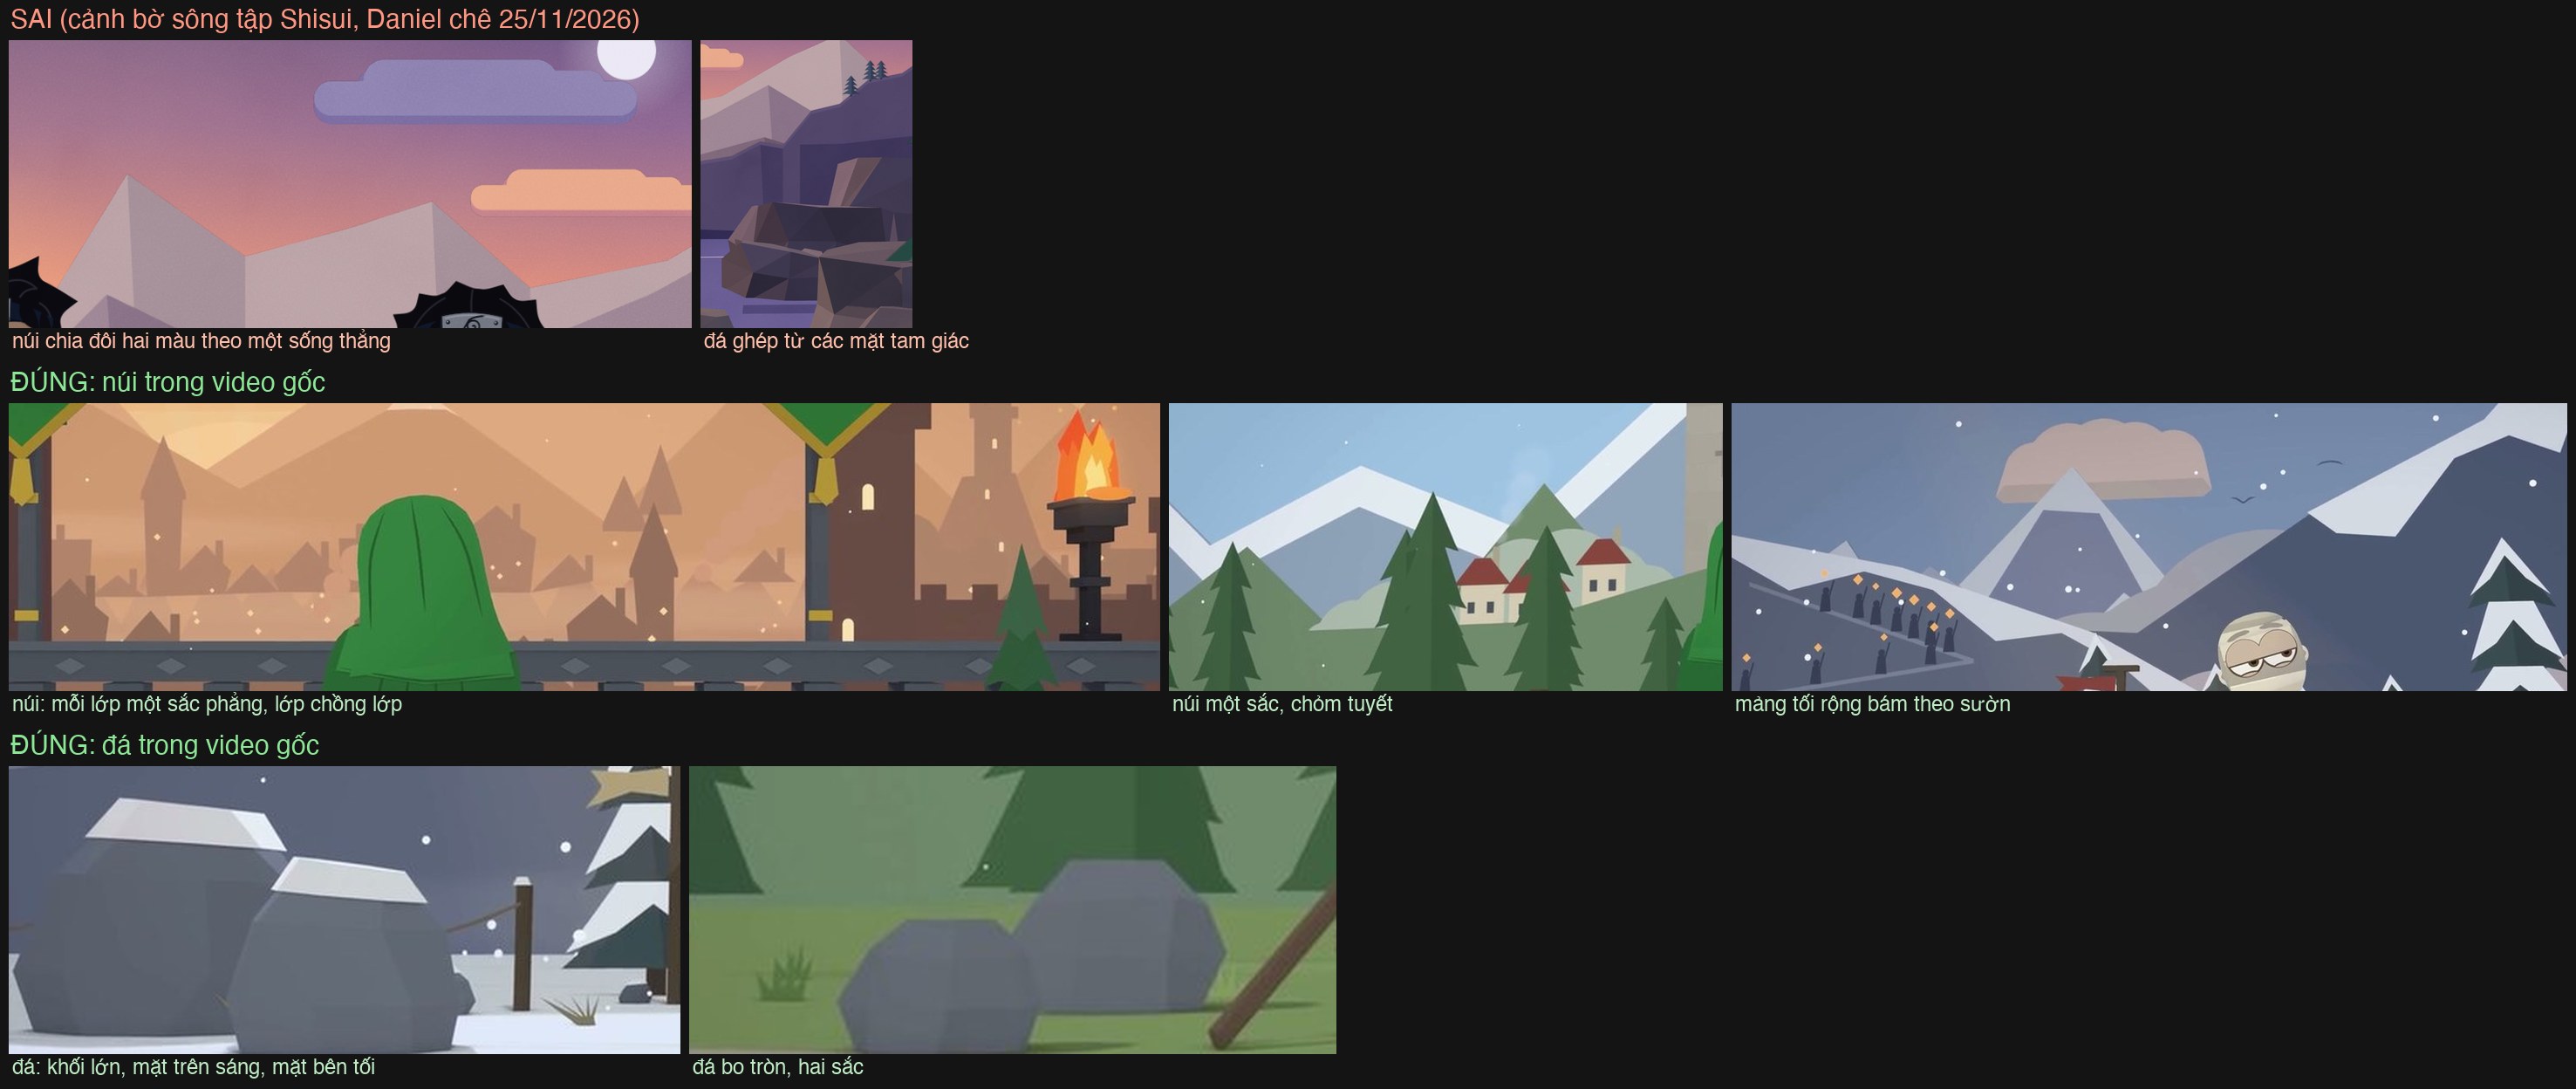 SAI (cảnh bờ sông tập Shisui, Daniel chê 25/11/2026)
núi chia đôi hai màu theo một sống thẳng
đá ghép từ các mặt tam giác
ĐÚNG: núi trong video gốc
núi: mỗi lớp một sắc phẳng, lớp chồng lớp
núi một sắc, chỏm tuyết
mảng tối rộng bám theo sườn
ĐÚNG: đá trong video gốc
đá: khối lớn, mặt trên sáng, mặt bên tối
đá bo tròn, hai sắc